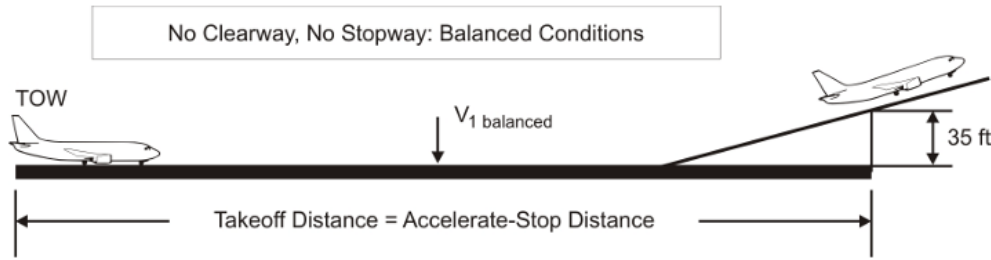 No Clearway, No Stopway: Balanced Conditions
TOW
V1 balanced
35 ft
Takeoff Distance = Accelerate-Stop Distance